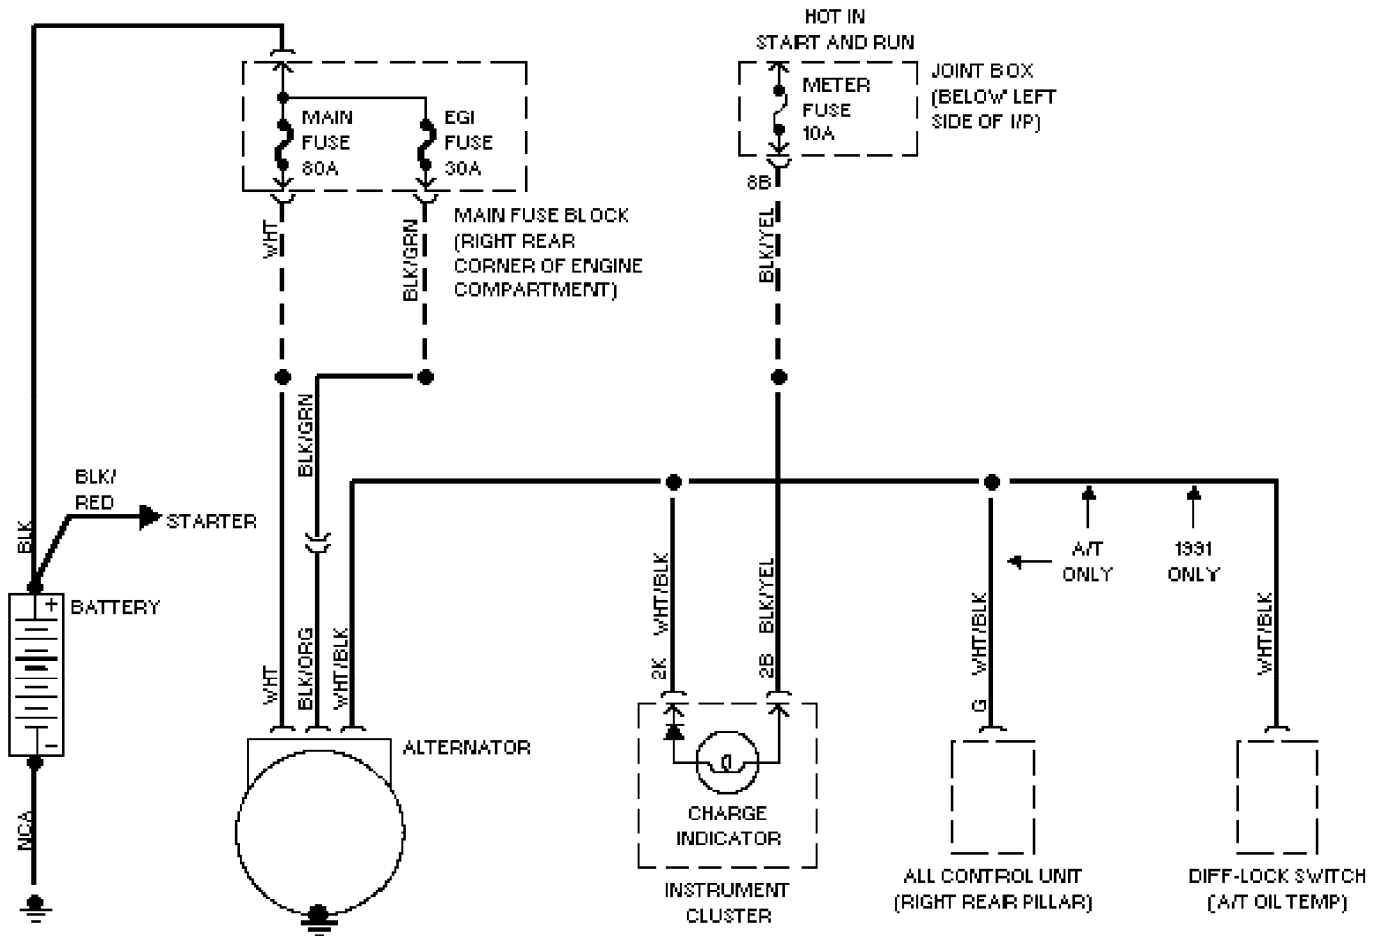 HOT IN
START AND RUN
METER
FUSE
10A
JOINT BOX
(BELOW' LEFT
SIDE OF I/P)
MAIN
FUSE
80A
EGI
FUSE
30A
MAIN FUSE BLOCK
(RIGHT REAR
CORNER OF ENGINE
COMPARTMENT)
WHT
BLK/GRN
8B
BLK/YEL
BLK/GRN
BLK/
RED
STARTER
BLK
BATTERY
+
−
NCA
WHT
BLK/ORG
WHT/BLK
ALTERNATOR
WHT/BLK
2K
BLK/YEL
2B
CHARGE
INDICATOR
INSTRUMENT
CLUSTER
A/T
ONLY
1991
ONLY
WHT/BLK
G
WHT/BLK
ALL CONTROL UNIT
(RIGHT REAR PILLAR)
DIFF-LOCK SWITCH
(A/T OIL TEMP)